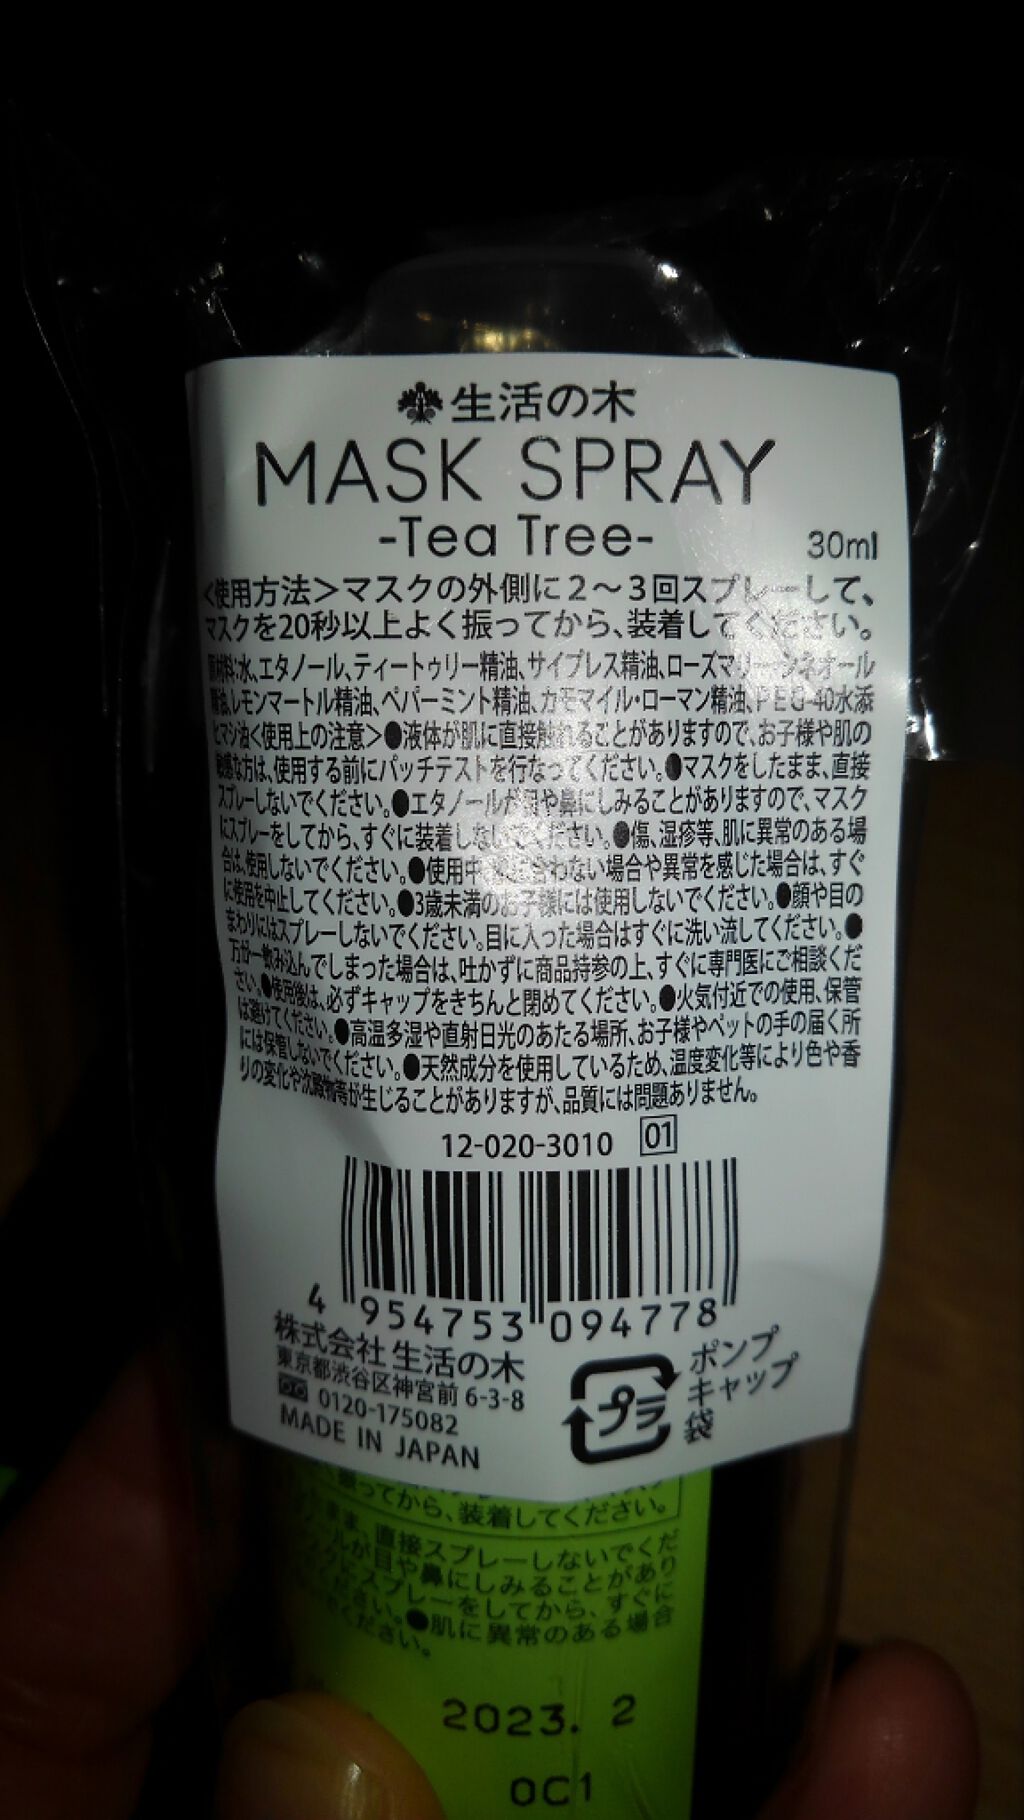 生活の木
MASK SPRAY
-Tea Tree-
30ml
<使用方法>マスクの外側に2〜3回スプレーして、
マスクを20秒以上よく振ってから、装着してください。
原材料:水、エタノール、ティートゥリー精油、サイプレス精油、ローズマリー・シネオール
精油、レモンマートル精油、ペパーミント精油、カモマイル・ローマン精油、PEG-40水添
ヒマシ油<使用上の注意>●液体が肌に直接触れることがありますので、お子様や肌の
敏感な方は、使用する前にパッチテストを行なってください。●マスクをしたまま、直接
スプレーしないでください。●エタノールが目や鼻にしみることがありますので、マスク
にスプレーをしてから、すぐに装着しないでください。●傷、湿疹等、肌に異常のある場
合は、使用しないでください。●使用中、肌に合わない場合や異常を感じた場合は、すぐ
に使用を中止してください。●3歳未満のお子様には使用しないでください。●顔や目の
まわりにはスプレーしないでください。目に入った場合はすぐに洗い流してください。●
万が一飲み込んでしまった場合は、吐かずに商品持参の上、すぐに専門医にご相談くだ
さい。●使用後は、必ずキャップをきちんと閉めてください。●火気付近での使用、保管
は避けてください。●高温多湿や直射日光のあたる場所、お子様やペットの手の届く所
には保管しないでください。●天然成分を使用しているため、温度変化等により色や香
りの変化や沈殿物等が生じることがありますが、品質には問題ありません。
12-020-3010 01
4 954753 094778
株式会社 生活の木
東京都渋谷区神宮前 6-3-8
0120-175082
MADE IN JAPAN
プラ
ポンプ
キャップ
袋
振ってから、装着してください。
まま、直接スプレーしないでくだ
ノールが目や鼻にしみることがあり
スプレーをしてから、すぐに
ください。●肌に異常のある場合
ください。
2023. 2
0C1